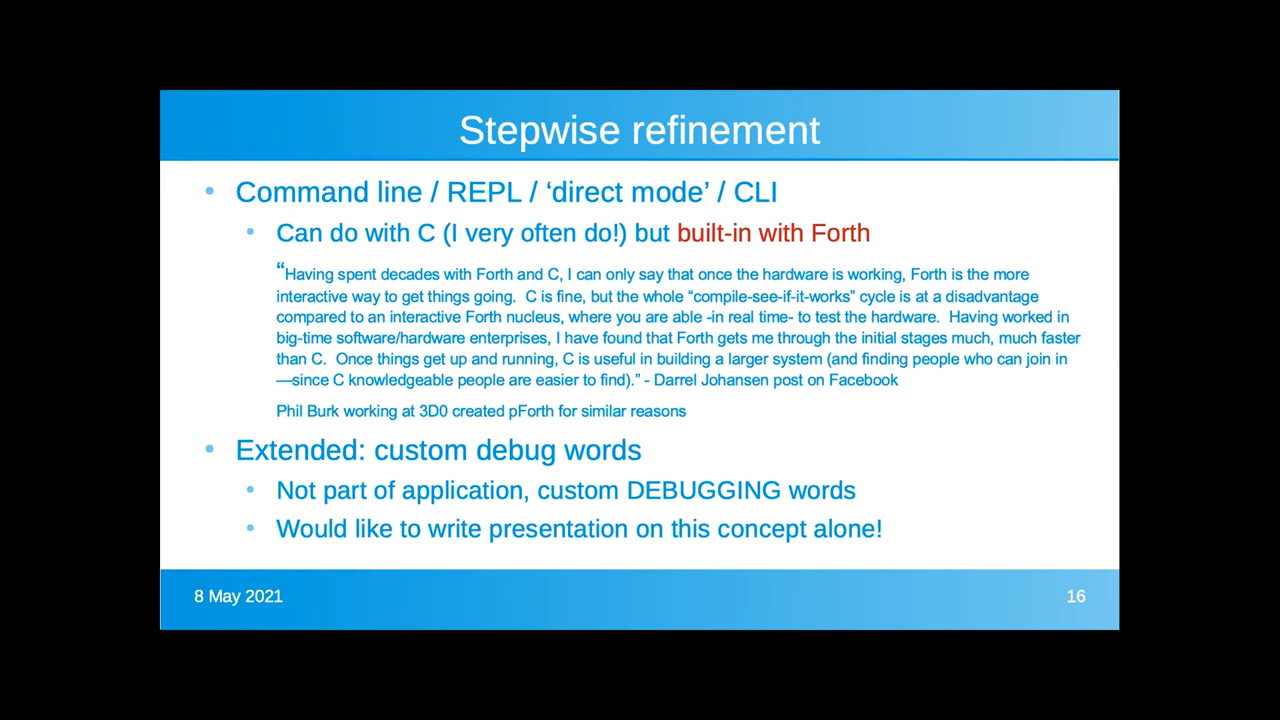 Stepwise refinement
Command line / REPL / ‘direct mode’ / CLI
Can do with C (I very often do!) but built-in with Forth
“Having spent decades with Forth and C, I can only say that once the hardware is working, Forth is the more
interactive way to get things going.  C is fine, but the whole “compile-see-if-it-works” cycle is at a disadvantage
compared to an interactive Forth nucleus, where you are able -in real time- to test the hardware.  Having worked in
big-time software/hardware enterprises, I have found that Forth gets me through the initial stages much, much faster
than C.  Once things get up and running, C is useful in building a larger system (and finding people who can join in
—since C knowledgeable people are easier to find).” - Darrel Johansen post on Facebook
Phil Burk working at 3D0 created pForth for similar reasons
Extended: custom debug words
Not part of application, custom DEBUGGING words
Would like to write presentation on this concept alone!
8 May 2021
16